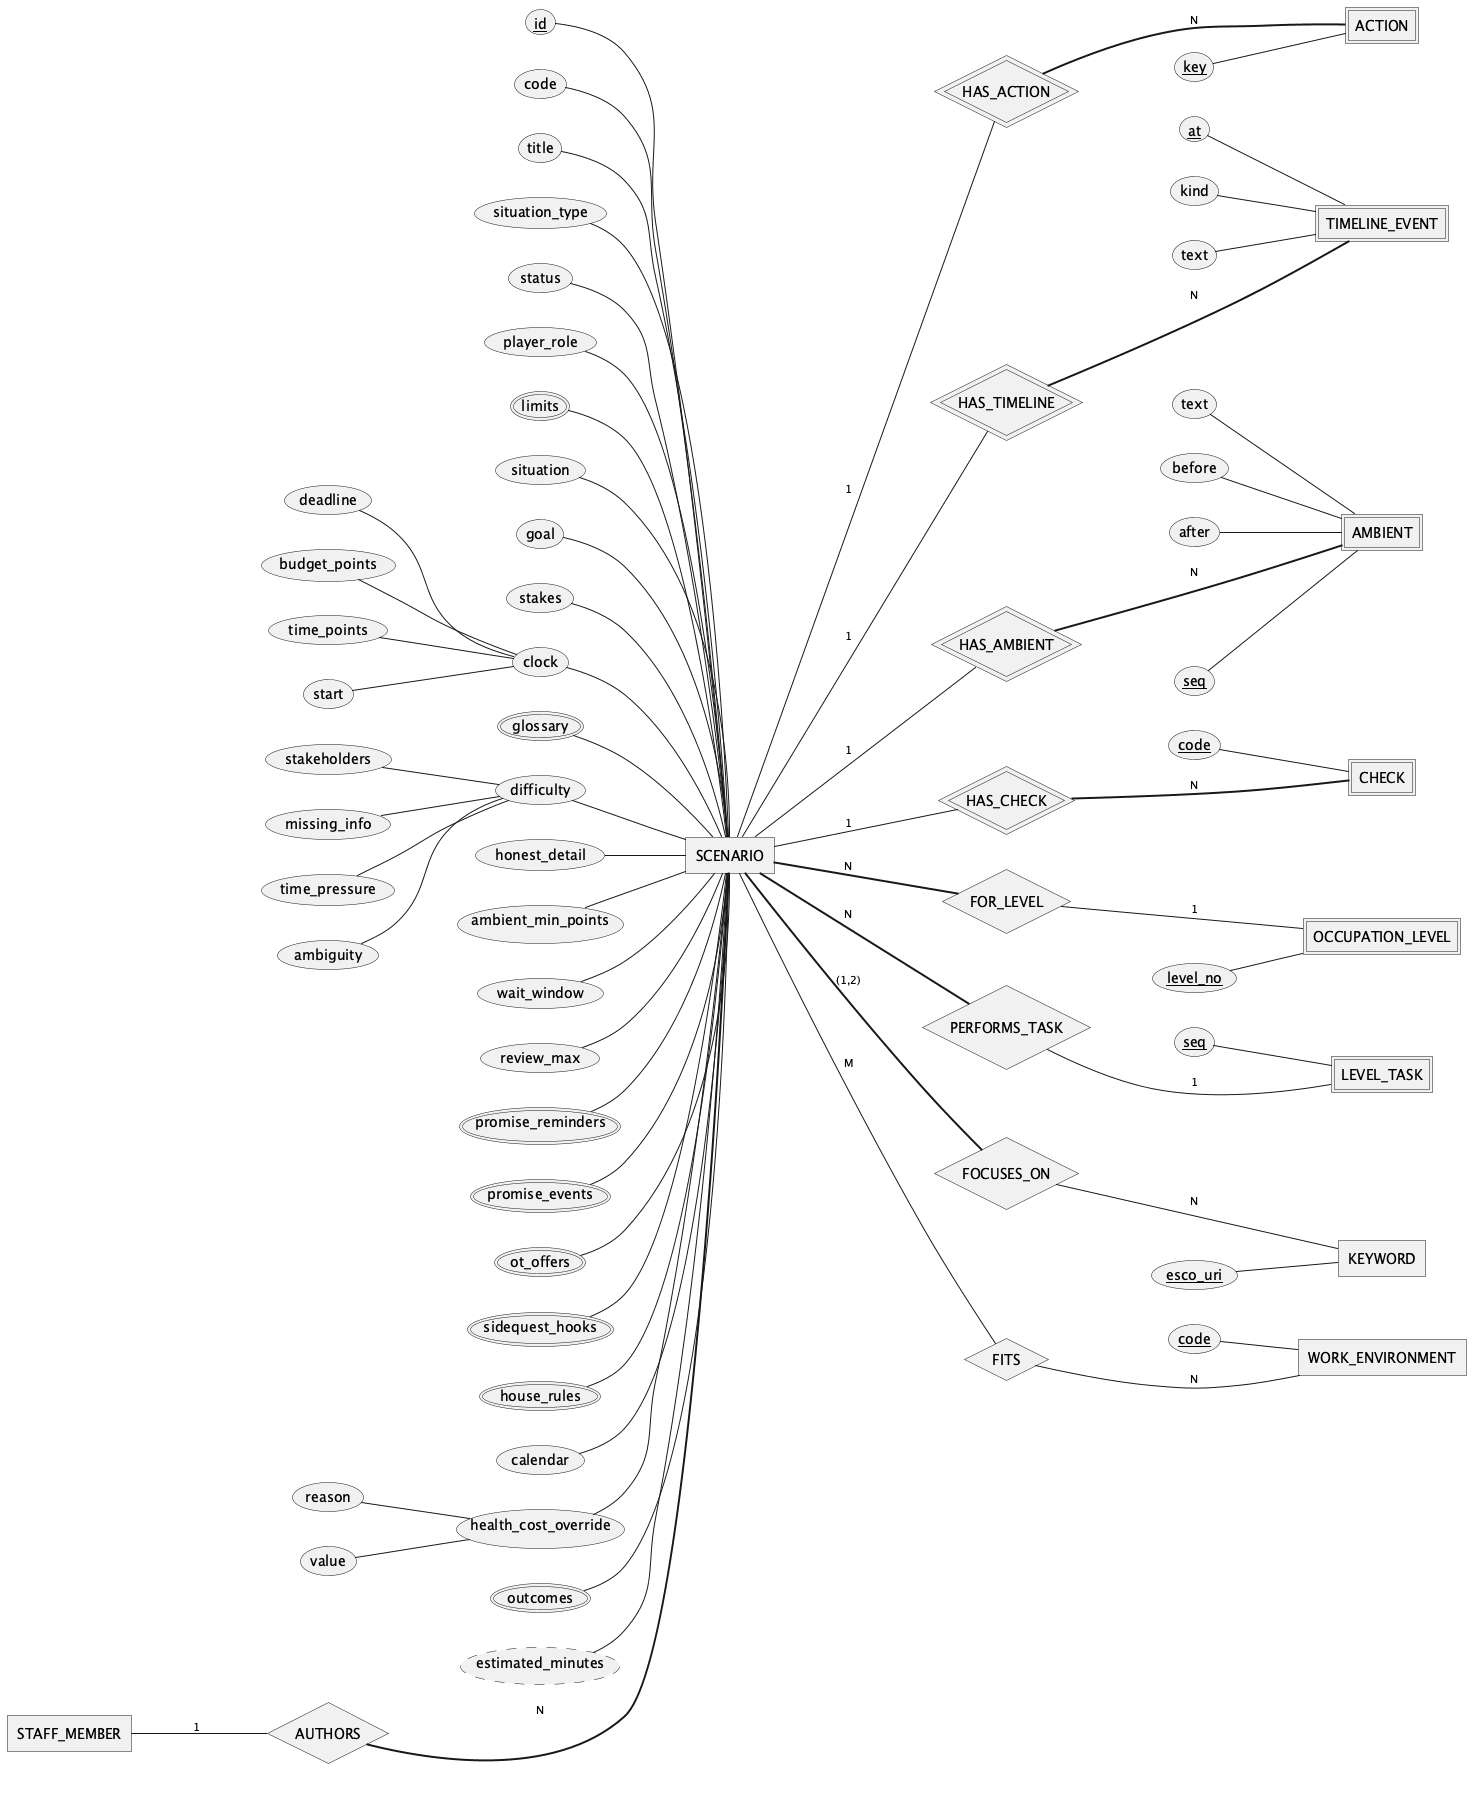 id
code
title
situation_type
status
player_role
limits
situation
goal
stakes
deadline
budget_points
time_points
start
clock
glossary
stakeholders
missing_info
time_pressure
ambiguity
difficulty
honest_detail
ambient_min_points
wait_window
review_max
promise_reminders
promise_events
ot_offers
sidequest_hooks
house_rules
calendar
reason
value
health_cost_override
outcomes
estimated_minutes
N
STAFF_MEMBER
1
AUTHORS
SCENARIO
N
ACTION
key
HAS_ACTION
1
at
kind
text
TIMELINE_EVENT
N
HAS_TIMELINE
1
text
before
after
AMBIENT
N
HAS_AMBIENT
seq
1
code
CHECK
N
HAS_CHECK
1
N
FOR_LEVEL
1
OCCUPATION_LEVEL
level_no
N
PERFORMS_TASK
seq
LEVEL_TASK
1
(1,2)
FOCUSES_ON
N
KEYWORD
esco_uri
M
FITS
code
WORK_ENVIRONMENT
N